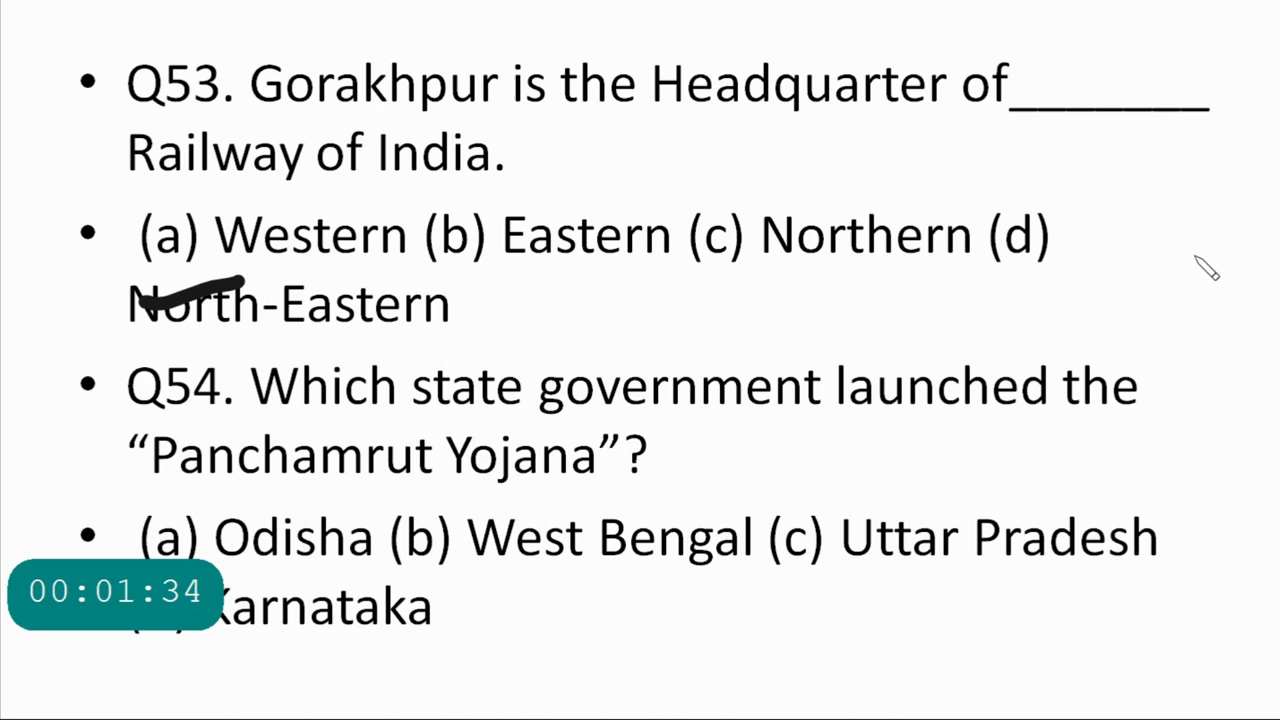 • Q53. Gorakhpur is the Headquarter of_______
Railway of India.
• (a) Western (b) Eastern (c) Northern (d)
North-Eastern
• Q54. Which state government launched the
“Panchamrut Yojana”?
• (a) Odisha (b) West Bengal (c) Uttar Pradesh
Karnataka
00:01:34